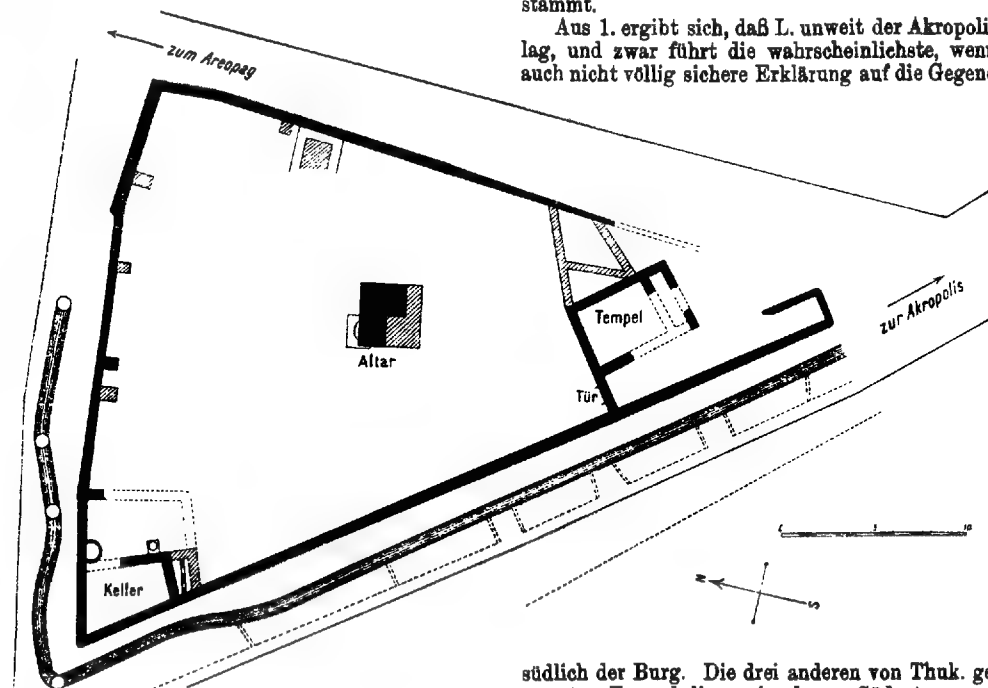 stammt.
Aus 1. ergibt sich, daß L. unweit der Akropoli
lag, und zwar führt die wahrscheinlichste, wenn
auch nicht völlig sichere Erklärung auf die Gegend
zum Areopag
Tempel
zur Akropolis
Altar
Tür
Kelter
N
S
südlich der Burg. Die drei anderen von Thuk. ge